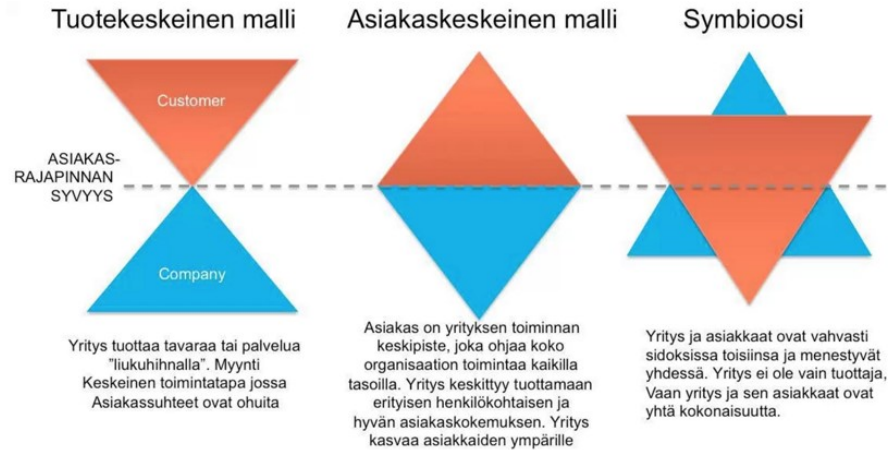 Tuotekeskeinen malli
Asiakaskeskeinen malli
Symbioosi
Customer
ASIAKAS-
RAJAPINNAN
SYVYYS
Company
Yritys tuottaa tavaraa tai palvelua
"liukuhihnalla". Myynti
Keskeinen toimintatapa jossa
Asiakassuhteet ovat ohuita
Asiakas on yrityksen toiminnan
keskipiste, joka ohjaa koko
organisaation toimintaa kaikilla
tasoilla. Yritys keskittyy tuottamaan
erityisen henkilökohtaisen ja
hyvän asiakaskokemuksen. Yritys
kasvaa asiakkaiden ympärille
Yritys ja asiakkaat ovat vahvasti
sidoksissa toisiinsa ja menestyvät
yhdessä. Yritys ei ole vain tuottaja,
Vaan yritys ja sen asiakkaat ovat
yhtä kokonaisuutta.